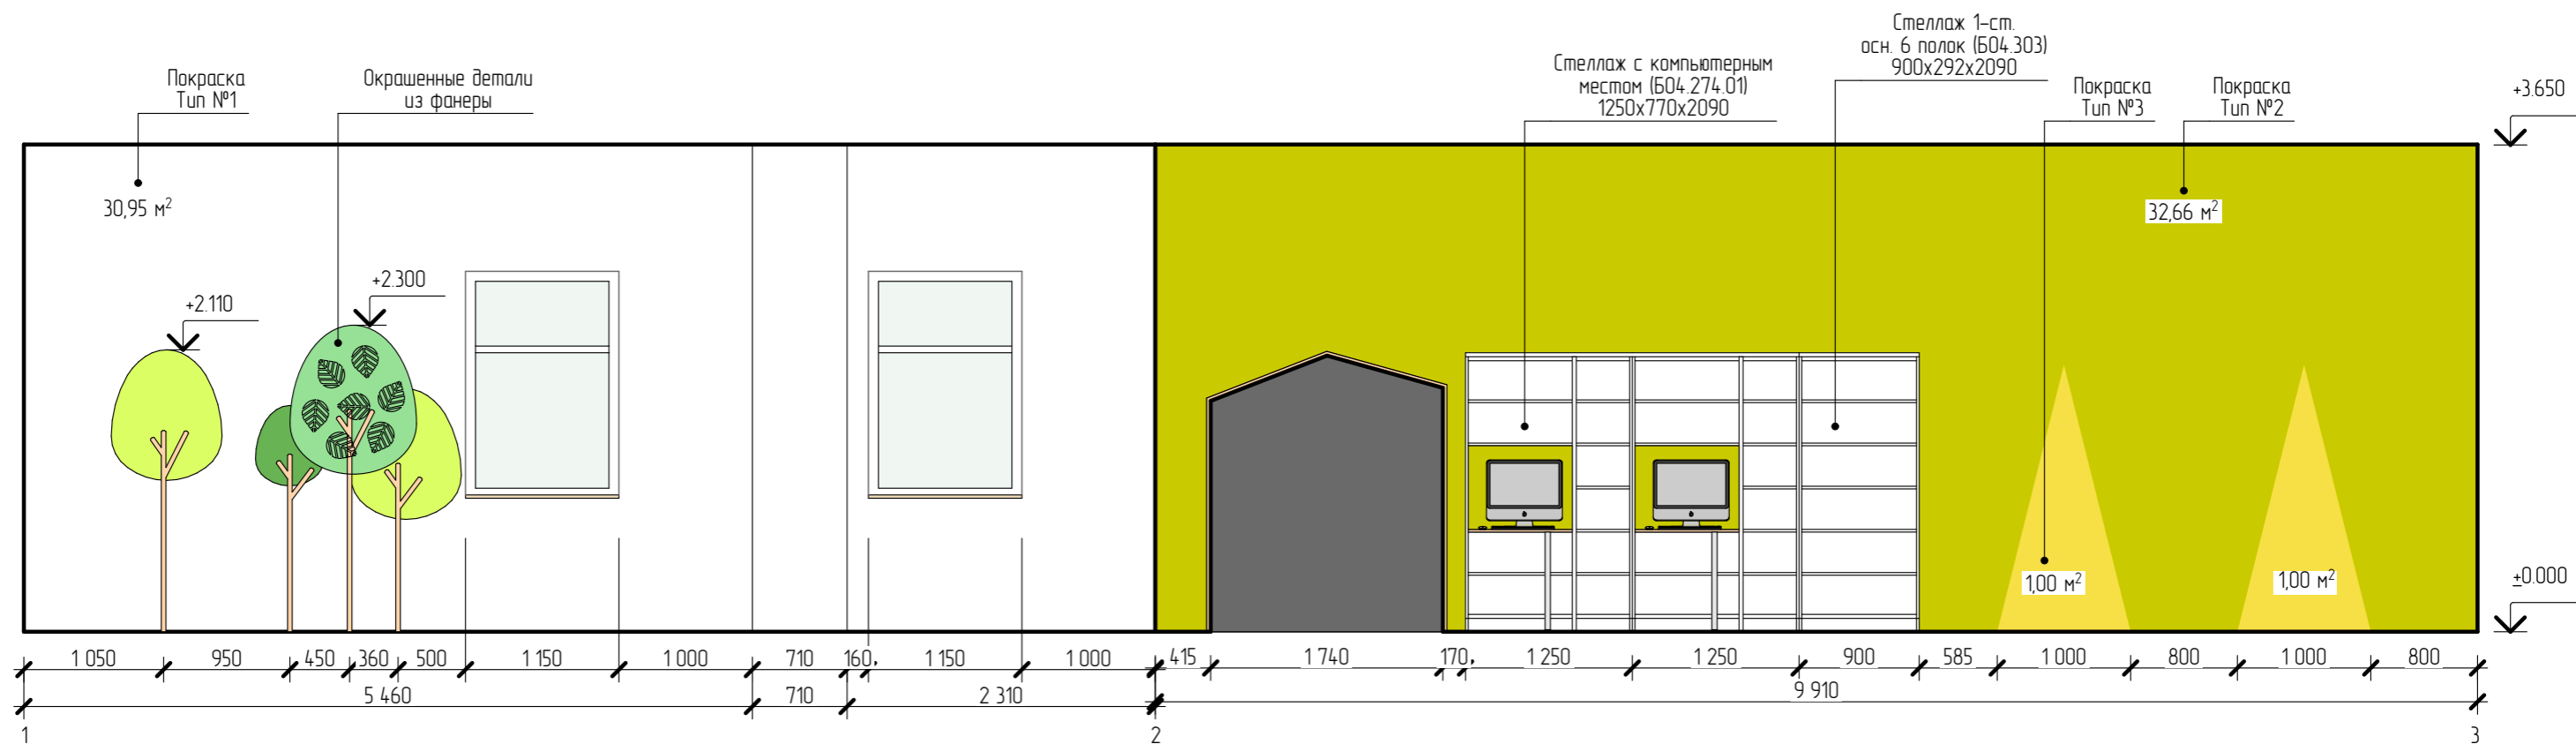 Стеллаж 1-ст.
осн. 6 полок (Б04.303)
900х292х2090
Стеллаж с компьютерным
местом (Б04.274.01)
1250х770х2090
Покраска
Тип №1
Окрашенные детали
из фанеры
Покраска
Тип №3
Покраска
Тип №2
+3.650
30,95 м²
32,66 м²
+2.300
+2.110
1,00 м²
1,00 м²
±0.000
1 050 950 450 360 500 1 150 1 000 710 160 1 150 1 000 415 1 740 170 1 250 1 250 900 585 1 000 800 1 000 800
5 460 710 2 310 9 910
1 2 3